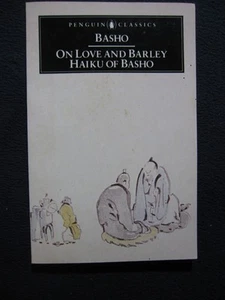 PENGUIN CLASSICS
BASHO
ON LOVE AND BARLEY
HAIKU OF BASHO